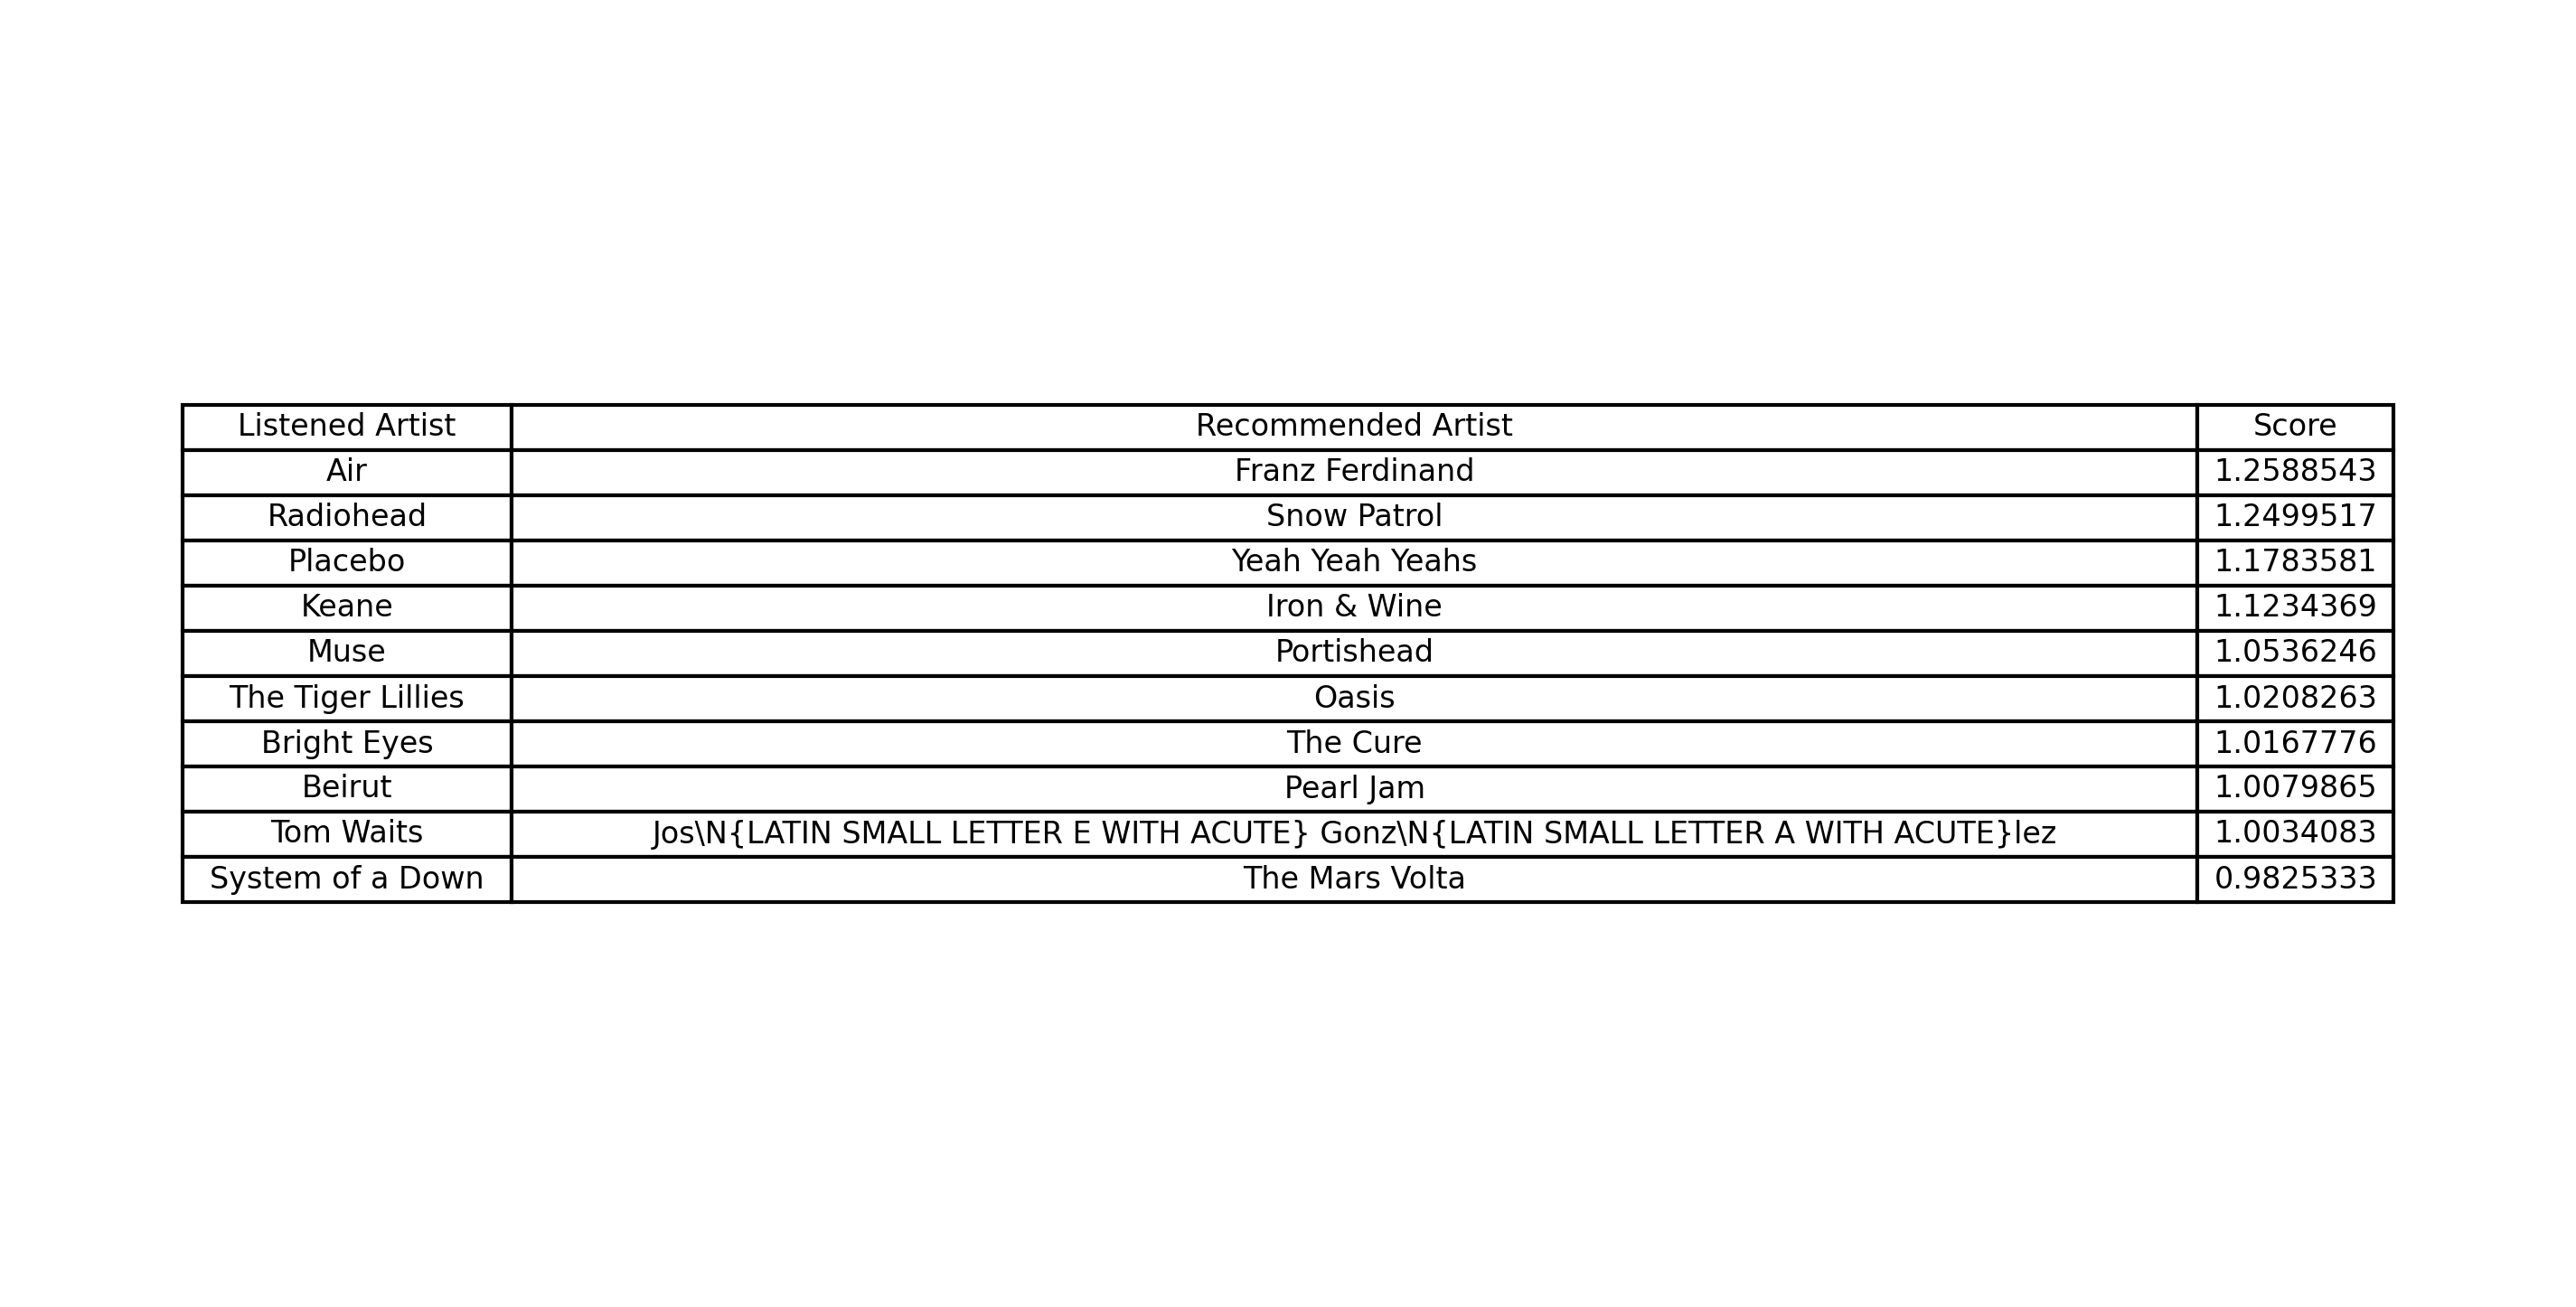 Listened Artist Recommended Artist Score
Air Franz Ferdinand 1.2588543
Radiohead Snow Patrol 1.2499517
Placebo Yeah Yeah Yeahs 1.1783581
Keane Iron & Wine 1.1234369
Muse Portishead 1.0536246
The Tiger Lillies Oasis 1.0208263
Bright Eyes The Cure 1.0167776
Beirut Pearl Jam 1.0079865
Tom Waits Jos\N{LATIN SMALL LETTER E WITH ACUTE} Gonz\N{LATIN SMALL LETTER A WITH ACUTE}lez 1.0034083
System of a Down The Mars Volta 0.9825333